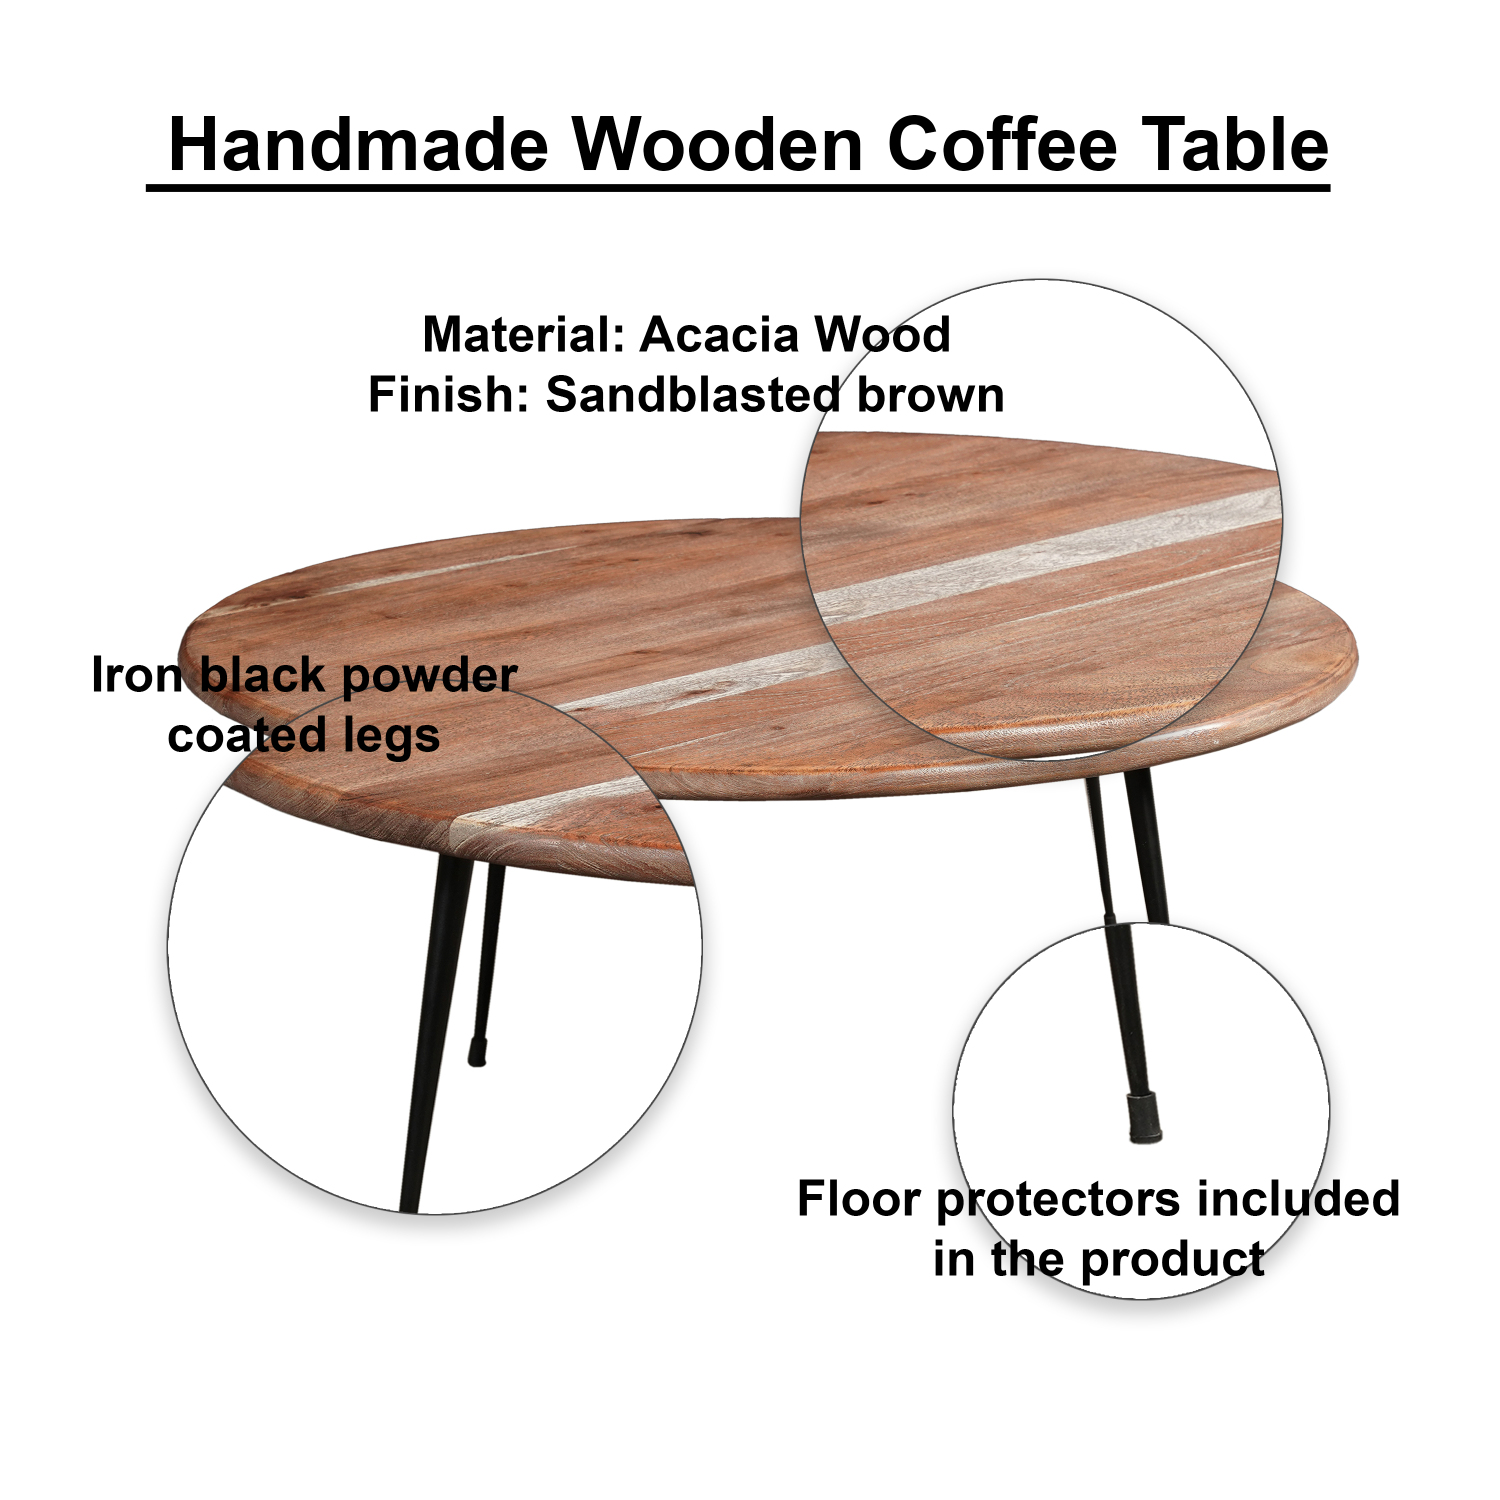 Handmade Wooden Coffee Table
Material: Acacia Wood
Finish: Sandblasted brown
Iron black powder
coated legs
Floor protectors included
in the product